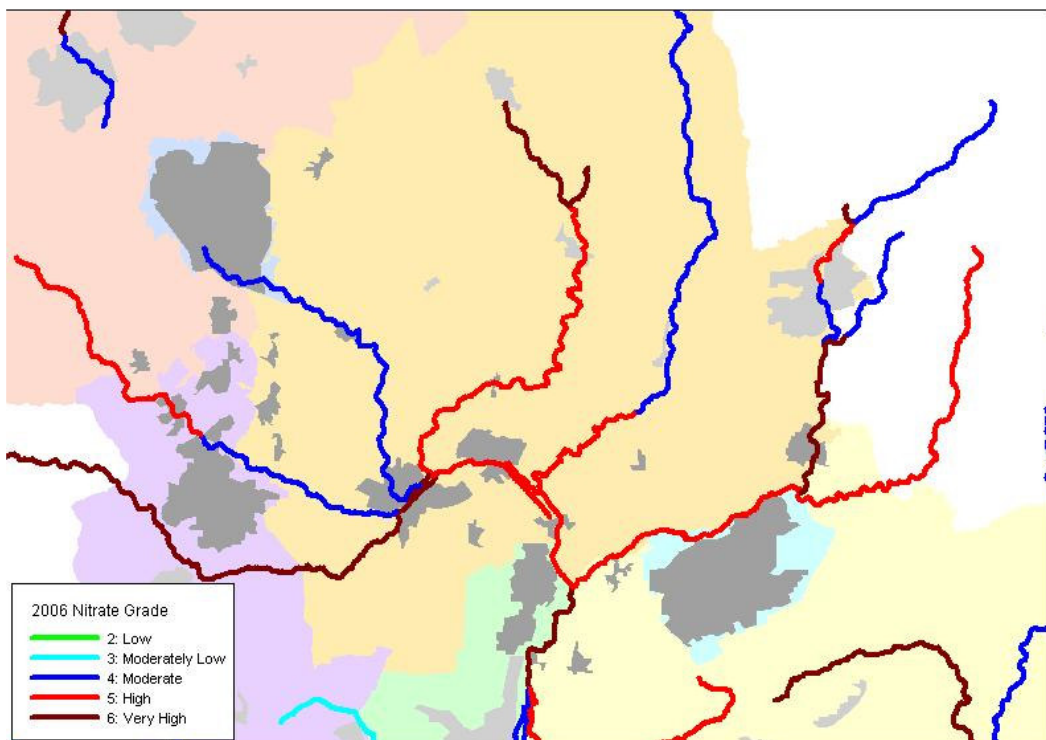 2006 Nitrate Grade
2: Low
3: Moderately Low
4: Moderate
5: High
6: Very High